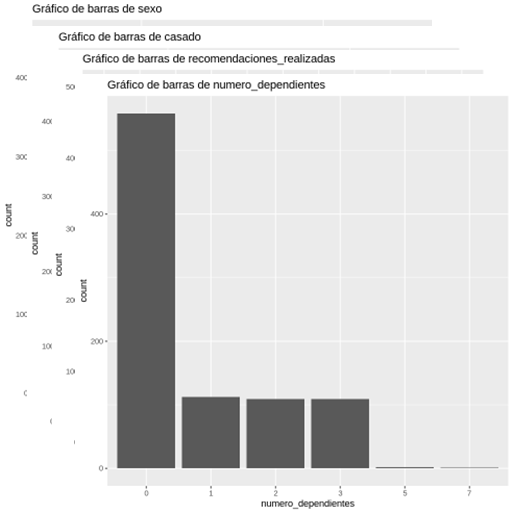 Gráfico de barras de sexo
Gráfico de barras de casado
Gráfico de barras de recomendaciones_realizadas
Gráfico de barras de numero_dependientes
count
count
count
count
400
200
0
0
1
2
3
5
7
numero_dependientes